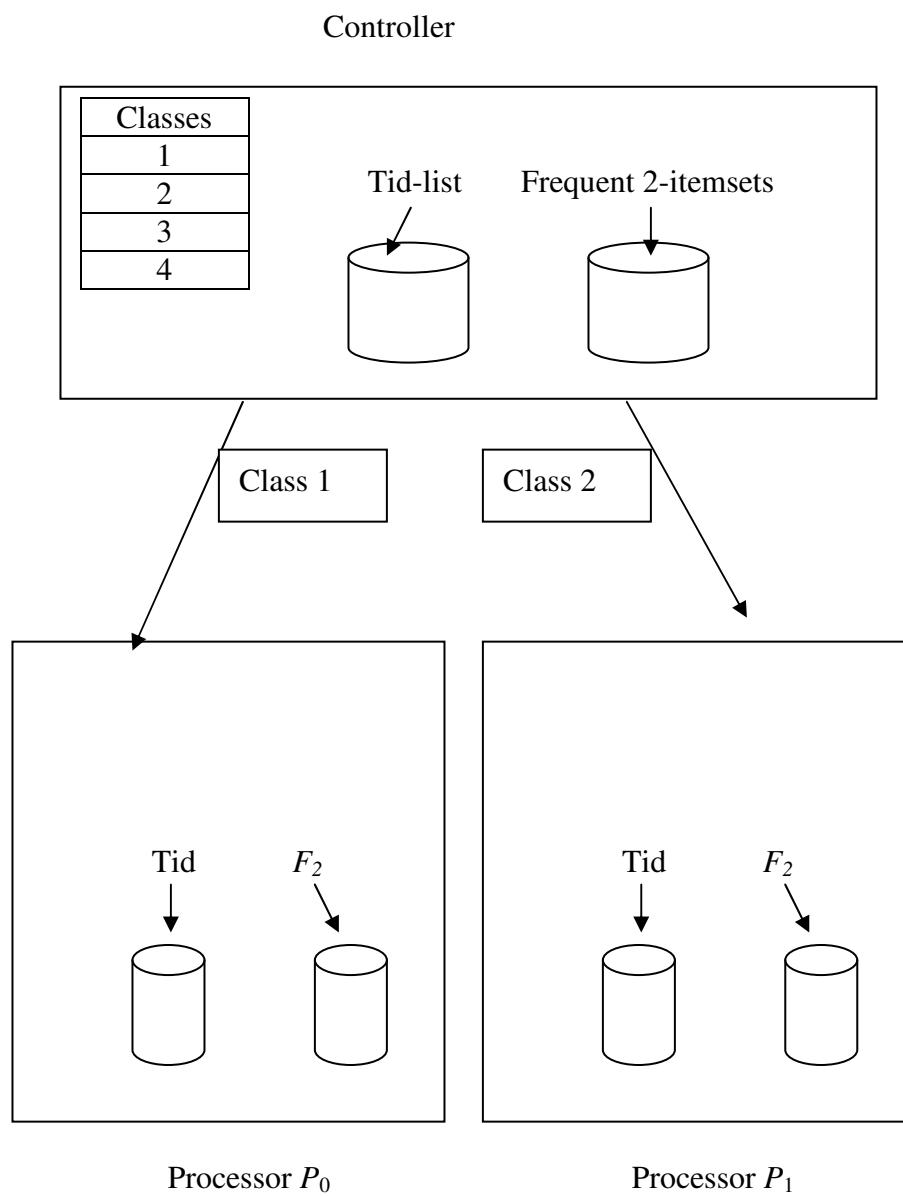 Controller
Classes
1
2
3
4
Tid-list
Frequent 2-itemsets
Class 1
Class 2
Tid
F₂
Tid
F₂
Processor P₀
Processor P₁